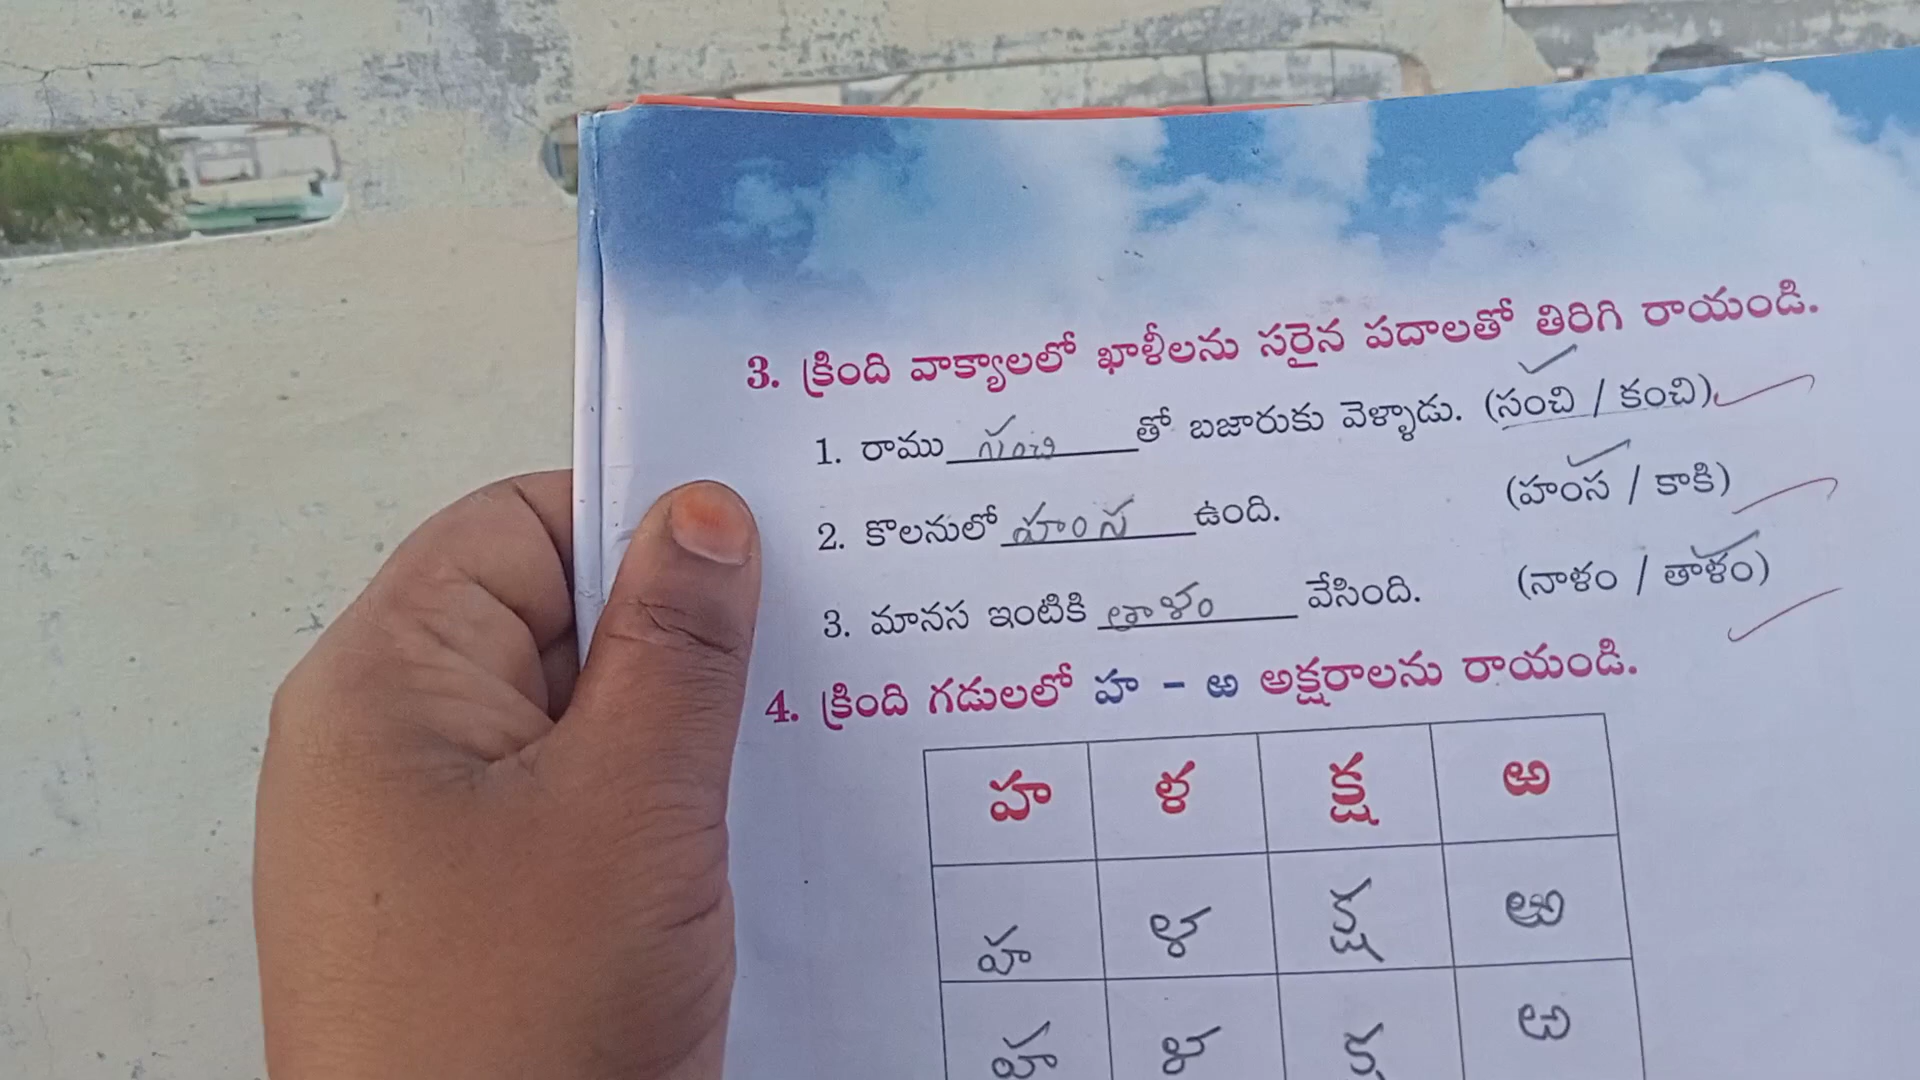 3. క్రింది వాక్యాలలో ఖాళీలను సరైన పదాలతో తిరిగి రాయండి.
1. రాము సంచి తో బజారుకు వెళ్ళాడు. (సంచి / కంచి)
2. కొలనులో హంస ఉంది. (హంస / కాకి)
3. మానస ఇంటికి తాళం వేసింది. (నాళం / తాళం)
4. క్రింది గడులలో హ - ఱ అక్షరాలను రాయండి.
హ ళ క్ష ఱ
హ ళ క్ష ఱ
హ ళ క్ష ఱ